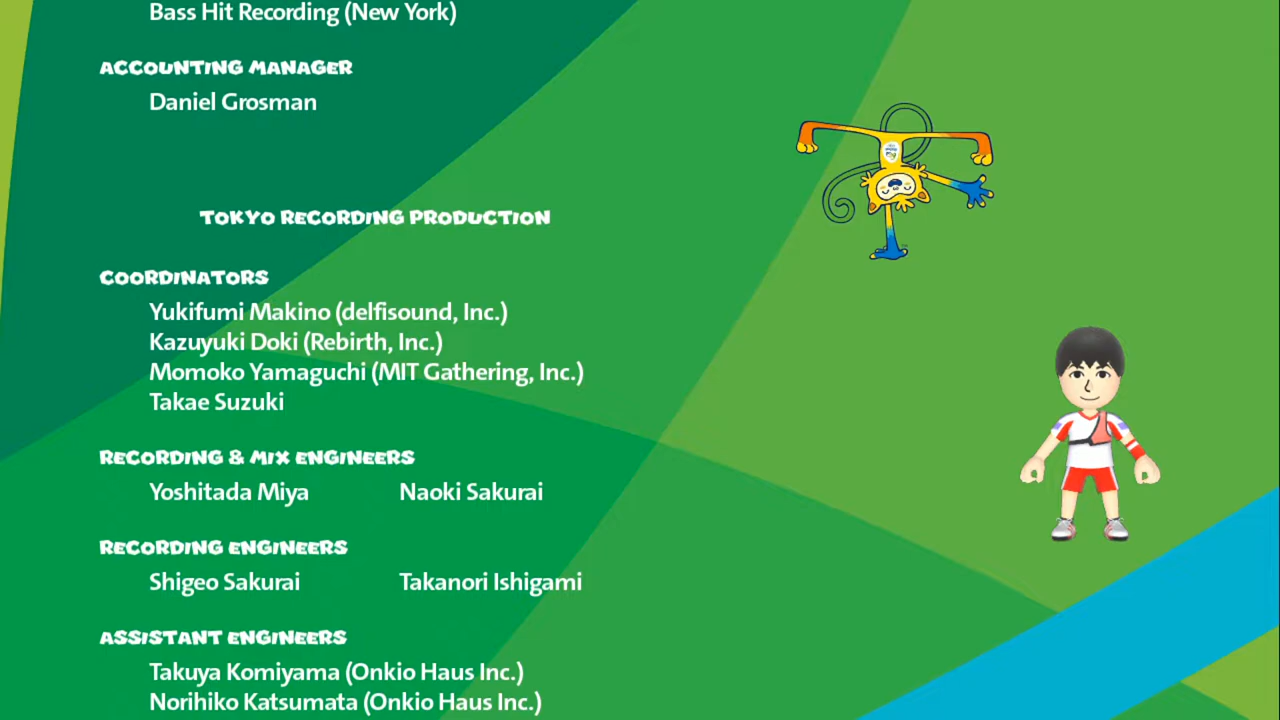 Bass Hit Recording (New York)
ACCOUNTING MANAGER
Daniel Grosman
TOKYO RECORDING PRODUCTION
COORDINATORS
Yukifumi Makino (delfisound, Inc.)
Kazuyuki Doki (Rebirth, Inc.)
Momoko Yamaguchi (MIT Gathering, Inc.)
Takae Suzuki
RECORDING & MIX ENGINEERS
Yoshitada Miya Naoki Sakurai
RECORDING ENGINEERS
Shigeo Sakurai Takanori Ishigami
ASSISTANT ENGINEERS
Takuya Komiyama (Onkio Haus Inc.)
Norihiko Katsumata (Onkio Haus Inc.)